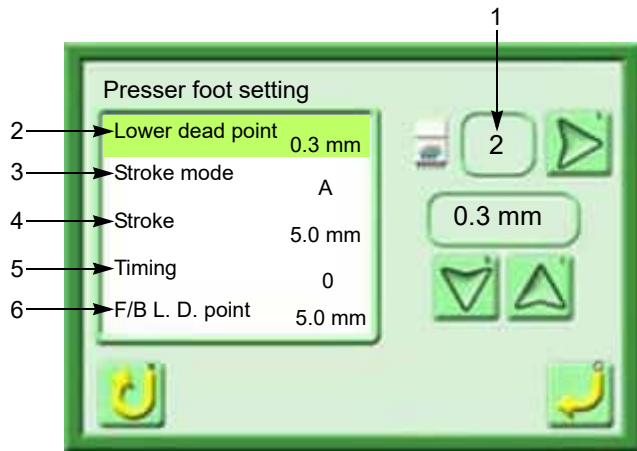 1
Presser foot setting
2 Lower dead point 0.3 mm
3 Stroke mode A
4 Stroke 5.0 mm
5 Timing 0
6 F/B L. D. point 5.0 mm
2
0.3 mm